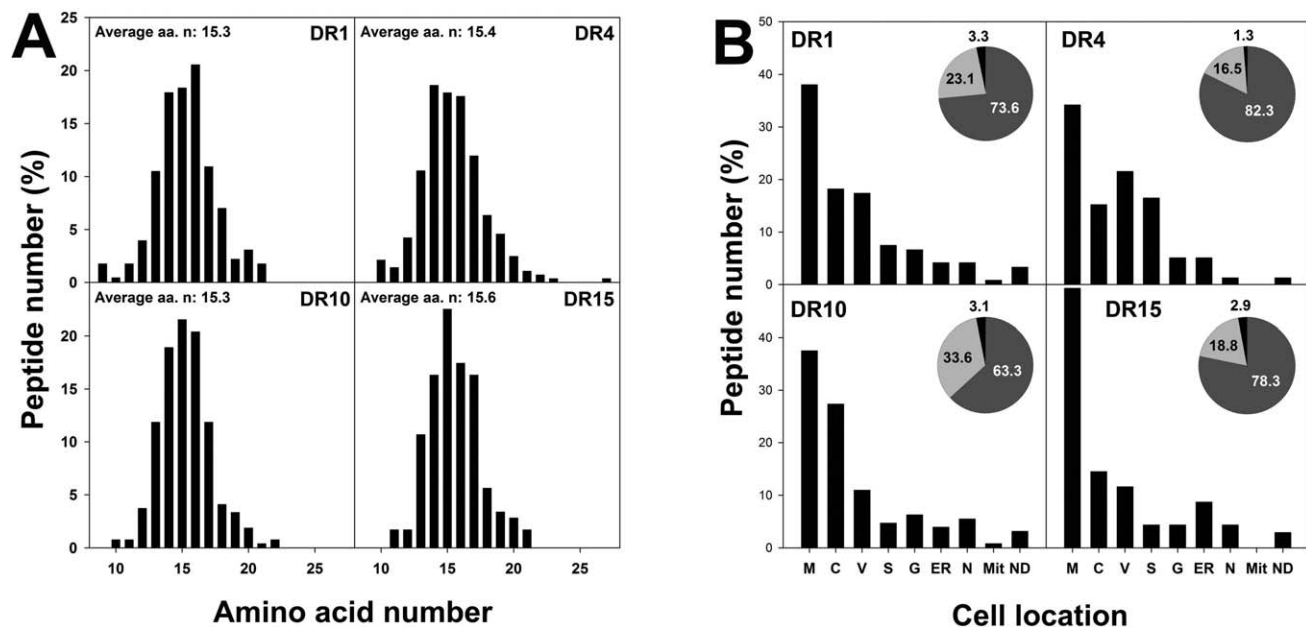 A
Peptide number (%)
25
20
15
10
5
0
Average aa. n: 15.3
DR1
Average aa. n: 15.4
DR4
20
15
10
5
0
Average aa. n: 15.3
DR10
Average aa. n: 15.6
DR15
10 15 20 25
10 15 20 25
Amino acid number
B
Peptide number (%)
50
40
30
20
10
0
DR1
3.3
23.1
73.6
DR4
1.3
16.5
82.3
40
30
20
10
0
DR10
3.1
33.6
63.3
DR15
2.9
18.8
78.3
M C V S G ER N Mit ND
M C V S G ER N Mit ND
Cell location